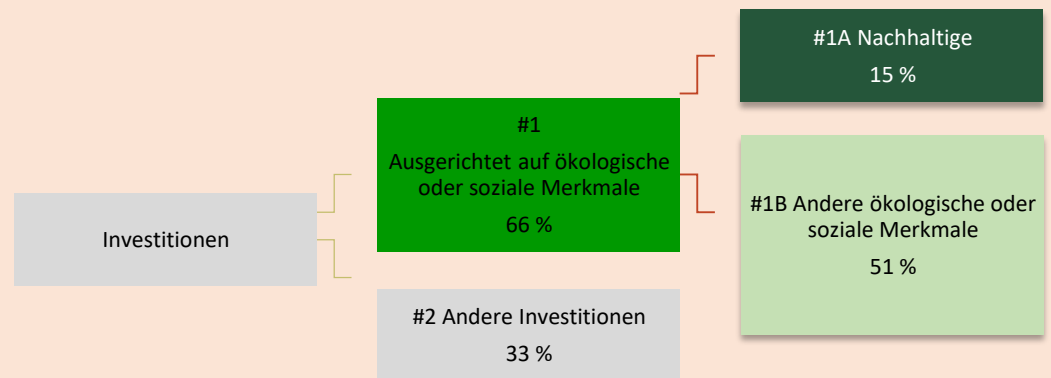 Investitionen
#1
Ausgerichtet auf ökologische
oder soziale Merkmale
66 %
#2 Andere Investitionen
33 %
#1A Nachhaltige
15 %
#1B Andere ökologische oder
soziale Merkmale
51 %